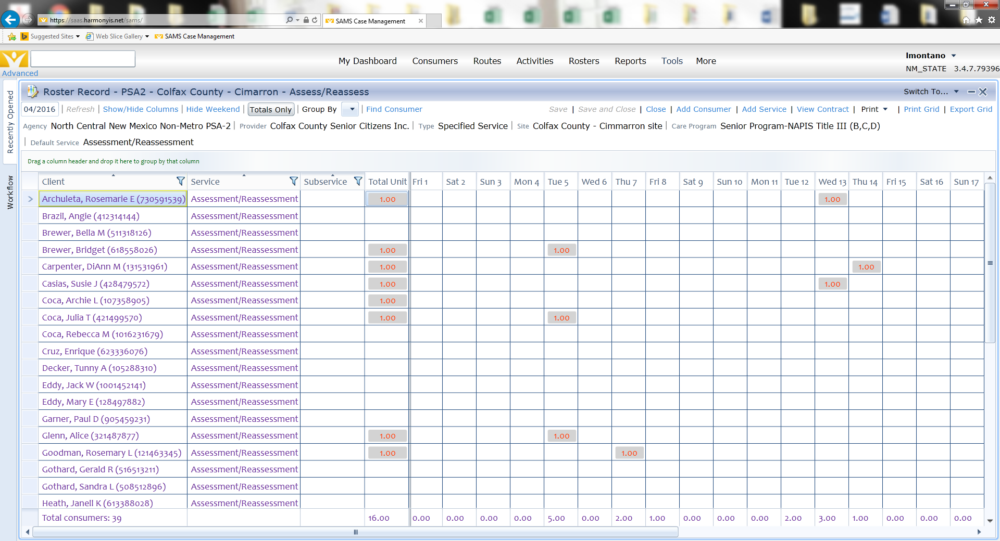 https://saas.harmonyis.net/sams/
SAMS Case Management
Suggested Sites
Web Slice Gallery
SAMS Case Management
Advanced
My Dashboard Consumers Routes Activities Rosters Reports Tools More
lmontano
NM_STATE 3.4.7.79396
Recently Opened
Workflow
Roster Record - PSA2 - Colfax County - Cimarron - Assess/Reassess
Switch To...
04/2016 | Refresh | Show/Hide Columns | Hide Weekend | Totals Only | Group By | Find Consumer
Save | Save and Close | Close | Add Consumer | Add Service | View Contract | Print | Print Grid | Export Grid
Agency North Central New Mexico Non-Metro PSA-2 | Provider Colfax County Senior Citizens Inc. | Type Specified Service | Site Colfax County - Cimmarron site | Care Program Senior Program-NAPIS Title III (B,C,D)
| Default Service Assessment/Reassessment
Drag a column header and drop it here to group by that column
Client Service Subservice Total Unit Fri 1 Sat 2 Sun 3 Mon 4 Tue 5 Wed 6 Thu 7 Fri 8 Sat 9 Sun 10 Mon 11 Tue 12 Wed 13 Thu 14 Fri 15 Sat 16 Sun 17
Archuleta, Rosemarie E (730591539) Assessment/Reassessment 1.00 1.00
Brazil, Angie (412314144) Assessment/Reassessment
Brewer, Bella M (511318126) Assessment/Reassessment
Brewer, Bridget (618558026) Assessment/Reassessment 1.00 1.00
Carpenter, DiAnn M (131531961) Assessment/Reassessment 1.00 1.00
Casias, Susie J (428479572) Assessment/Reassessment 1.00 1.00
Coca, Archie L (107358905) Assessment/Reassessment 1.00
Coca, Julia T (421499570) Assessment/Reassessment 1.00 1.00
Coca, Rebecca M (1016231679) Assessment/Reassessment
Cruz, Enrique (623336076) Assessment/Reassessment
Decker, Tunny A (105288310) Assessment/Reassessment
Eddy, Jack W (1001452141) Assessment/Reassessment
Eddy, Mary E (128497882) Assessment/Reassessment
Garner, Paul D (905459231) Assessment/Reassessment
Glenn, Alice (321487877) Assessment/Reassessment 1.00 1.00
Goodman, Rosemary L (121463345) Assessment/Reassessment 1.00 1.00
Gothard, Gerald R (516513211) Assessment/Reassessment
Gothard, Sandra L (508512896) Assessment/Reassessment
Heath, Janell K (613388028) Assessment/Reassessment
Total consumers: 39 16.00 0.00 0.00 0.00 0.00 5.00 0.00 2.00 1.00 0.00 0.00 0.00 2.00 3.00 1.00 0.00 0.00 0.00